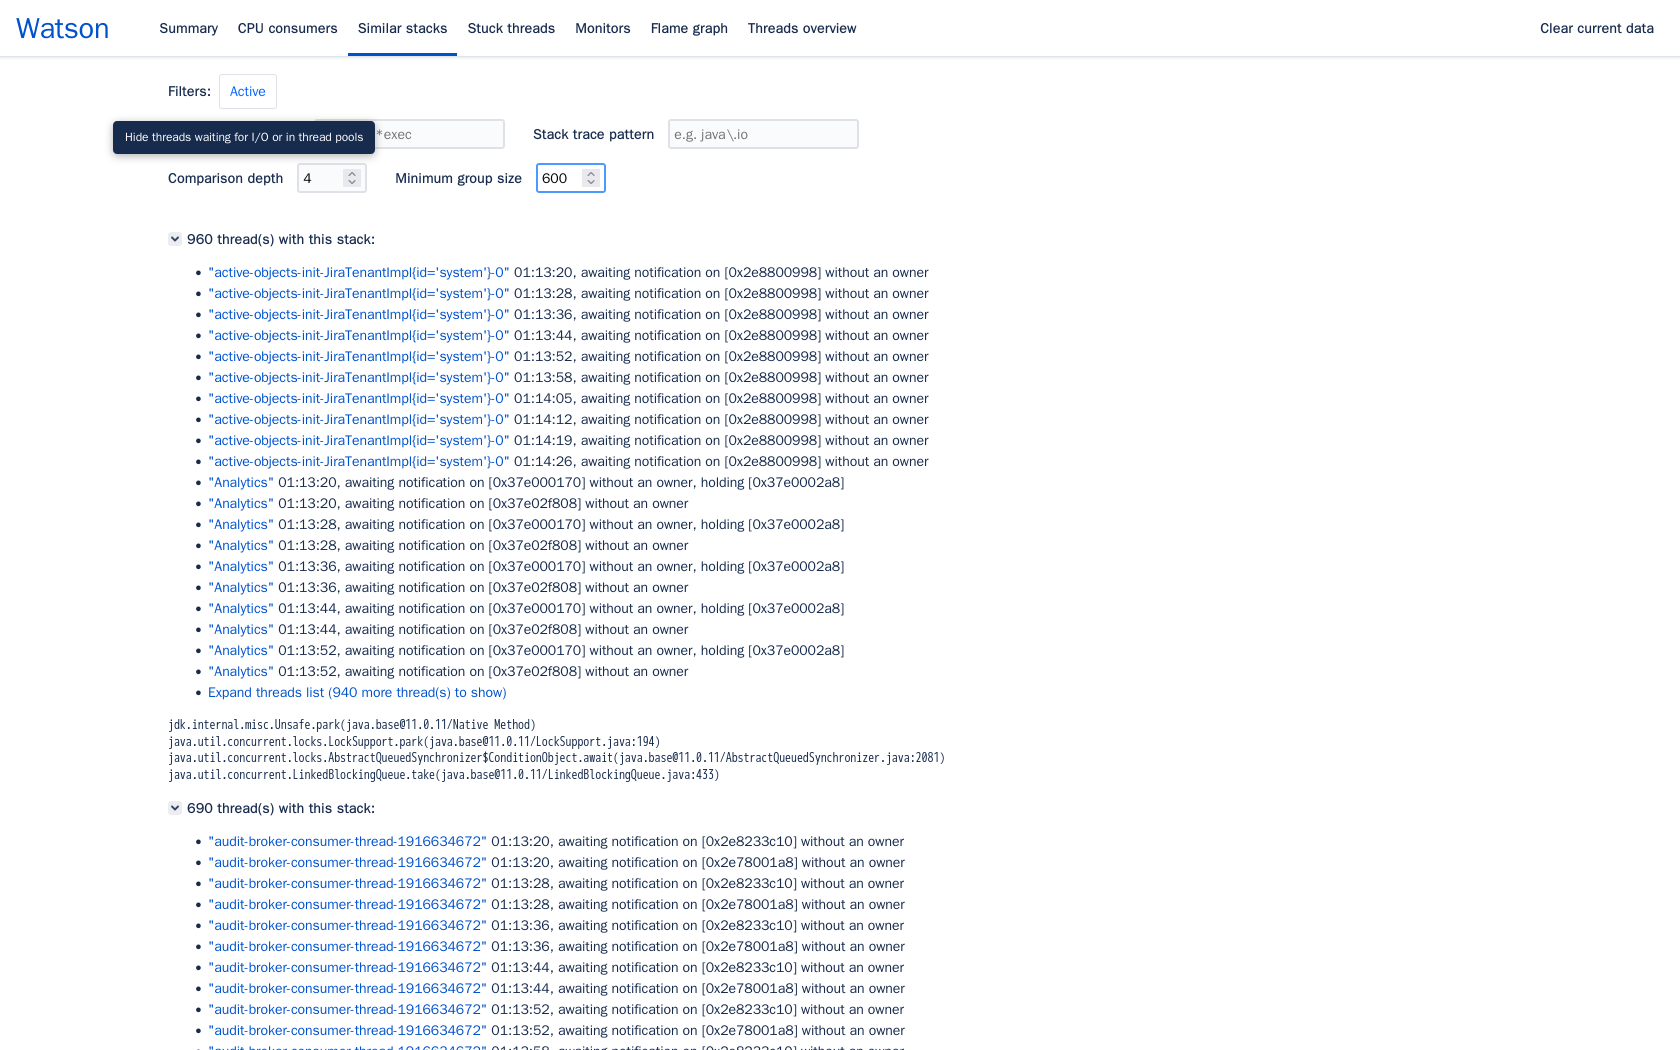 Watson Summary CPU consumers Similar stacks Stuck threads Monitors Flame graph Threads overview Clear current data
Filters: Active
Hide threads waiting for I/O or in thread pools *exec Stack trace pattern e.g. java\.io
Comparison depth 4 Minimum group size 600
960 thread(s) with this stack:
• "active-objects-init-JiraTenantImpl{id='system'}-0" 01:13:20, awaiting notification on [0x2e8800998] without an owner
• "active-objects-init-JiraTenantImpl{id='system'}-0" 01:13:28, awaiting notification on [0x2e8800998] without an owner
• "active-objects-init-JiraTenantImpl{id='system'}-0" 01:13:36, awaiting notification on [0x2e8800998] without an owner
• "active-objects-init-JiraTenantImpl{id='system'}-0" 01:13:44, awaiting notification on [0x2e8800998] without an owner
• "active-objects-init-JiraTenantImpl{id='system'}-0" 01:13:52, awaiting notification on [0x2e8800998] without an owner
• "active-objects-init-JiraTenantImpl{id='system'}-0" 01:13:58, awaiting notification on [0x2e8800998] without an owner
• "active-objects-init-JiraTenantImpl{id='system'}-0" 01:14:05, awaiting notification on [0x2e8800998] without an owner
• "active-objects-init-JiraTenantImpl{id='system'}-0" 01:14:12, awaiting notification on [0x2e8800998] without an owner
• "active-objects-init-JiraTenantImpl{id='system'}-0" 01:14:19, awaiting notification on [0x2e8800998] without an owner
• "active-objects-init-JiraTenantImpl{id='system'}-0" 01:14:26, awaiting notification on [0x2e8800998] without an owner
• "Analytics" 01:13:20, awaiting notification on [0x37e000170] without an owner, holding [0x37e0002a8]
• "Analytics" 01:13:20, awaiting notification on [0x37e02f808] without an owner
• "Analytics" 01:13:28, awaiting notification on [0x37e000170] without an owner, holding [0x37e0002a8]
• "Analytics" 01:13:28, awaiting notification on [0x37e02f808] without an owner
• "Analytics" 01:13:36, awaiting notification on [0x37e000170] without an owner, holding [0x37e0002a8]
• "Analytics" 01:13:36, awaiting notification on [0x37e02f808] without an owner
• "Analytics" 01:13:44, awaiting notification on [0x37e000170] without an owner, holding [0x37e0002a8]
• "Analytics" 01:13:44, awaiting notification on [0x37e02f808] without an owner
• "Analytics" 01:13:52, awaiting notification on [0x37e000170] without an owner, holding [0x37e0002a8]
• "Analytics" 01:13:52, awaiting notification on [0x37e02f808] without an owner
• Expand threads list (940 more thread(s) to show)
jdk.internal.misc.Unsafe.park(java.base@11.0.11/Native Method)
java.util.concurrent.locks.LockSupport.park(java.base@11.0.11/LockSupport.java:194)
java.util.concurrent.locks.AbstractQueuedSynchronizer$ConditionObject.await(java.base@11.0.11/AbstractQueuedSynchronizer.java:2081)
java.util.concurrent.LinkedBlockingQueue.take(java.base@11.0.11/LinkedBlockingQueue.java:433)
690 thread(s) with this stack:
• "audit-broker-consumer-thread-1916634672" 01:13:20, awaiting notification on [0x2e8233c10] without an owner
• "audit-broker-consumer-thread-1916634672" 01:13:20, awaiting notification on [0x2e78001a8] without an owner
• "audit-broker-consumer-thread-1916634672" 01:13:28, awaiting notification on [0x2e8233c10] without an owner
• "audit-broker-consumer-thread-1916634672" 01:13:28, awaiting notification on [0x2e78001a8] without an owner
• "audit-broker-consumer-thread-1916634672" 01:13:36, awaiting notification on [0x2e8233c10] without an owner
• "audit-broker-consumer-thread-1916634672" 01:13:36, awaiting notification on [0x2e78001a8] without an owner
• "audit-broker-consumer-thread-1916634672" 01:13:44, awaiting notification on [0x2e8233c10] without an owner
• "audit-broker-consumer-thread-1916634672" 01:13:44, awaiting notification on [0x2e78001a8] without an owner
• "audit-broker-consumer-thread-1916634672" 01:13:52, awaiting notification on [0x2e8233c10] without an owner
• "audit-broker-consumer-thread-1916634672" 01:13:52, awaiting notification on [0x2e78001a8] without an owner